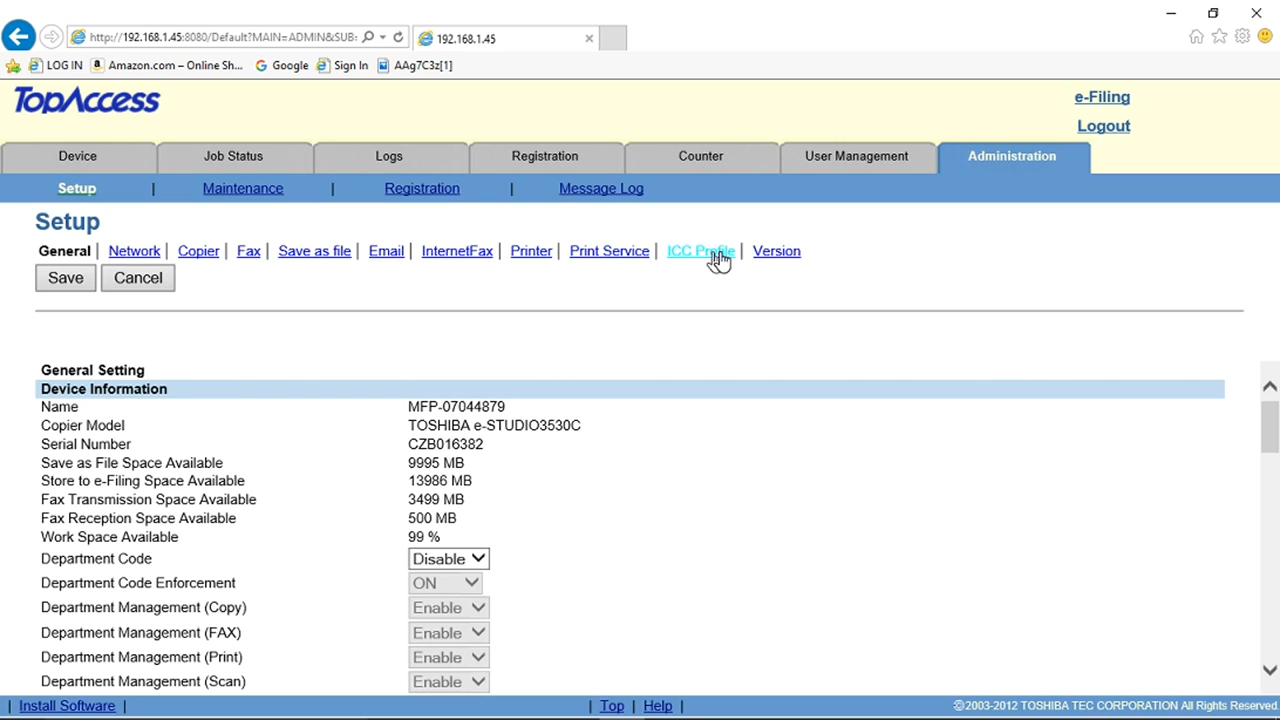 http://192.168.1.45:8080/Default?MAIN=ADMIN&SUB: 192.168.1.45
LOG IN Amazon.com – Online Sh... Google Sign In AAg7C3z[1]
TopAccess
e-Filing
Logout
Device Job Status Logs Registration Counter User Management Administration
Setup | Maintenance | Registration | Message Log
Setup
General | Network | Copier | Fax | Save as file | Email | InternetFax | Printer | Print Service | ICC Profile | Version
Save Cancel
General Setting
Device Information
Name MFP-07044879
Copier Model TOSHIBA e-STUDIO3530C
Serial Number CZB016382
Save as File Space Available 9995 MB
Store to e-Filing Space Available 13986 MB
Fax Transmission Space Available 3499 MB
Fax Reception Space Available 500 MB
Work Space Available 99 %
Department Code Disable
Department Code Enforcement ON
Department Management (Copy) Enable
Department Management (FAX) Enable
Department Management (Print) Enable
Department Management (Scan) Enable
| Install Software | | Top | Help | ©2003-2012 TOSHIBA TEC CORPORATION All Rights Reserved.